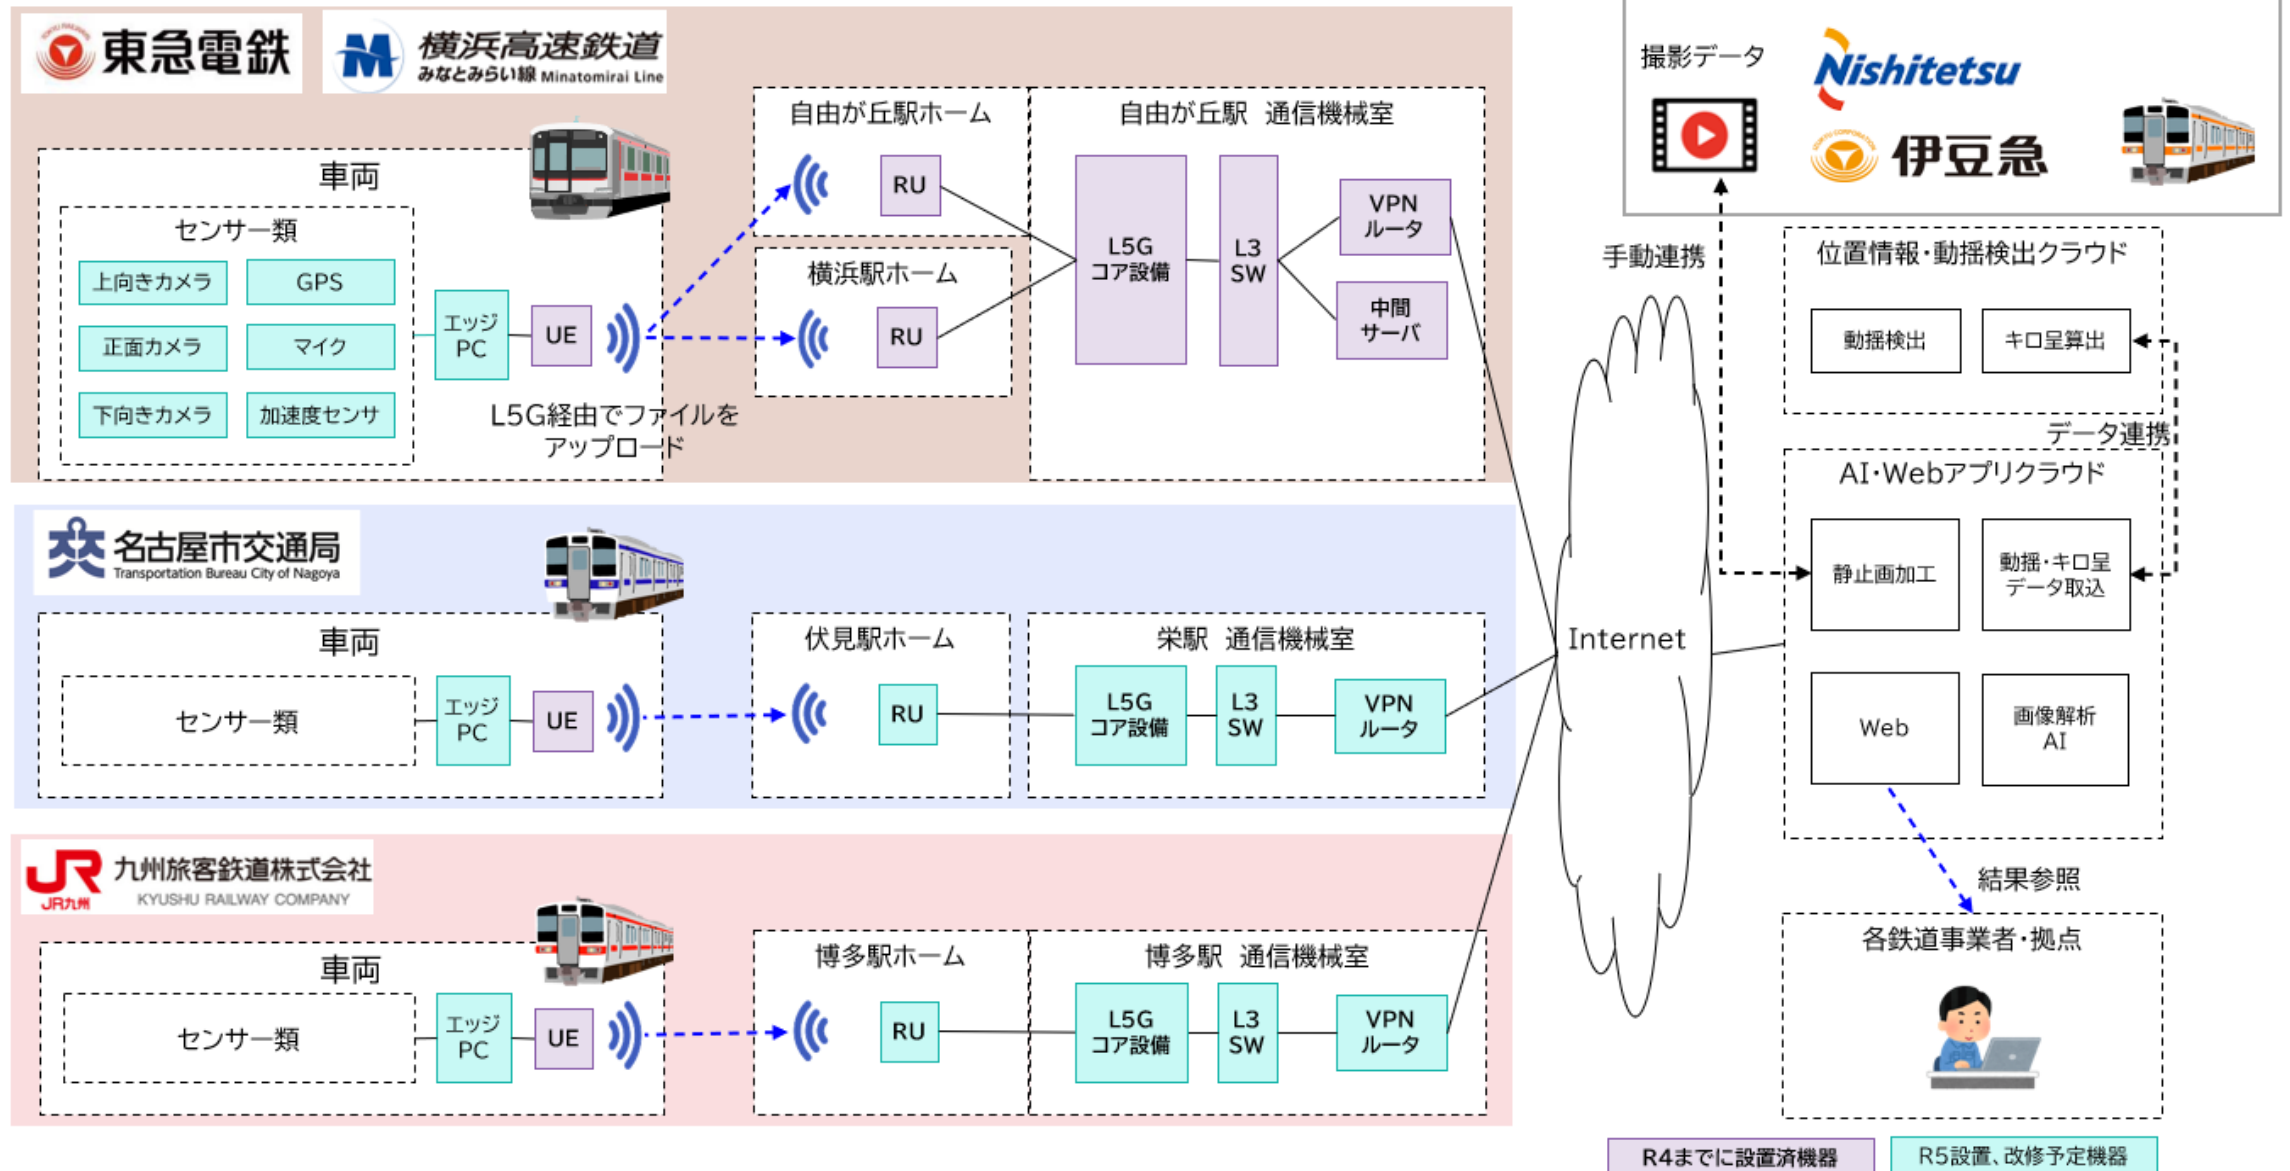 東急電鉄
TOKYU RAILWAYS
横浜高速鉄道
みなとみらい線 Minatomirai Line
車両
センサー類
上向きカメラ
GPS
正面カメラ
マイク
下向きカメラ
加速度センサ
エッジ
PC
UE
L5G経由でファイルを
アップロード
自由が丘駅ホーム
RU
横浜駅ホーム
RU
自由が丘駅 通信機械室
L5G
コア設備
L3
SW
VPN
ルータ
中間
サーバ
名古屋市交通局
Transportation Bureau City of Nagoya
車両
センサー類
エッジ
PC
UE
伏見駅ホーム
RU
栄駅 通信機械室
L5G
コア設備
L3
SW
VPN
ルータ
JR
JR九州
九州旅客鉄道株式会社
KYUSHU RAILWAY COMPANY
車両
センサー類
エッジ
PC
UE
博多駅ホーム
RU
博多駅 通信機械室
L5G
コア設備
L3
SW
VPN
ルータ
Internet
撮影データ
Nishitetsu
TOKYU CORPORATION
伊豆急
手動連携
位置情報・動揺検出クラウド
動揺検出
キロ呈算出
データ連携
AI・Webアプリクラウド
静止画加工
動揺・キロ呈
データ取込
Web
画像解析
AI
結果参照
各鉄道事業者・拠点
R4までに設置済機器
R5設置、改修予定機器